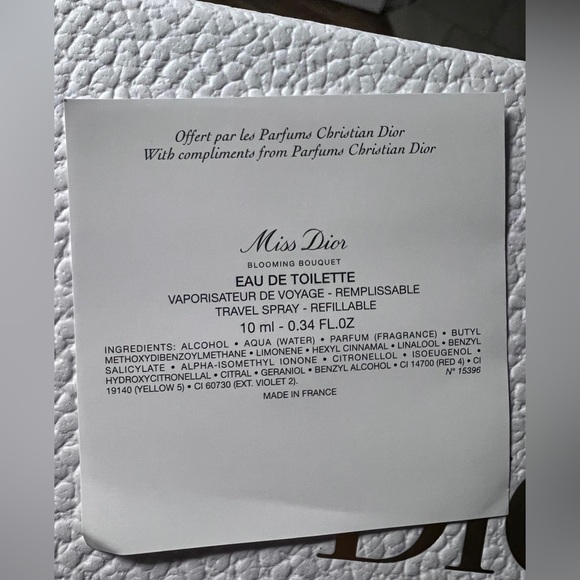 Offert par les Parfums Christian Dior
With compliments from Parfums Christian Dior
Miss Dior
BLOOMING BOUQUET
EAU DE TOILETTE
VAPORISATEUR DE VOYAGE - REMPLISSABLE
TRAVEL SPRAY - REFILLABLE
10 ml - 0.34 FL.OZ
INGREDIENTS: ALCOHOL • AQUA (WATER) • PARFUM (FRAGRANCE) • BUTYL
METHOXYDIBENZOYLMETHANE • LIMONENE • HEXYL CINNAMAL • LINALOOL • BENZYL
SALICYLATE • ALPHA-ISOMETHYL IONONE • CITRONELLOL • ISOEUGENOL •
HYDROXYCITRONELLAL • CITRAL • GERANIOL • BENZYL ALCOHOL • CI 14700 (RED 4) • CI
19140 (YELLOW 5) • CI 60730 (EXT. VIOLET 2).
N° 15396
MADE IN FRANCE
DIO